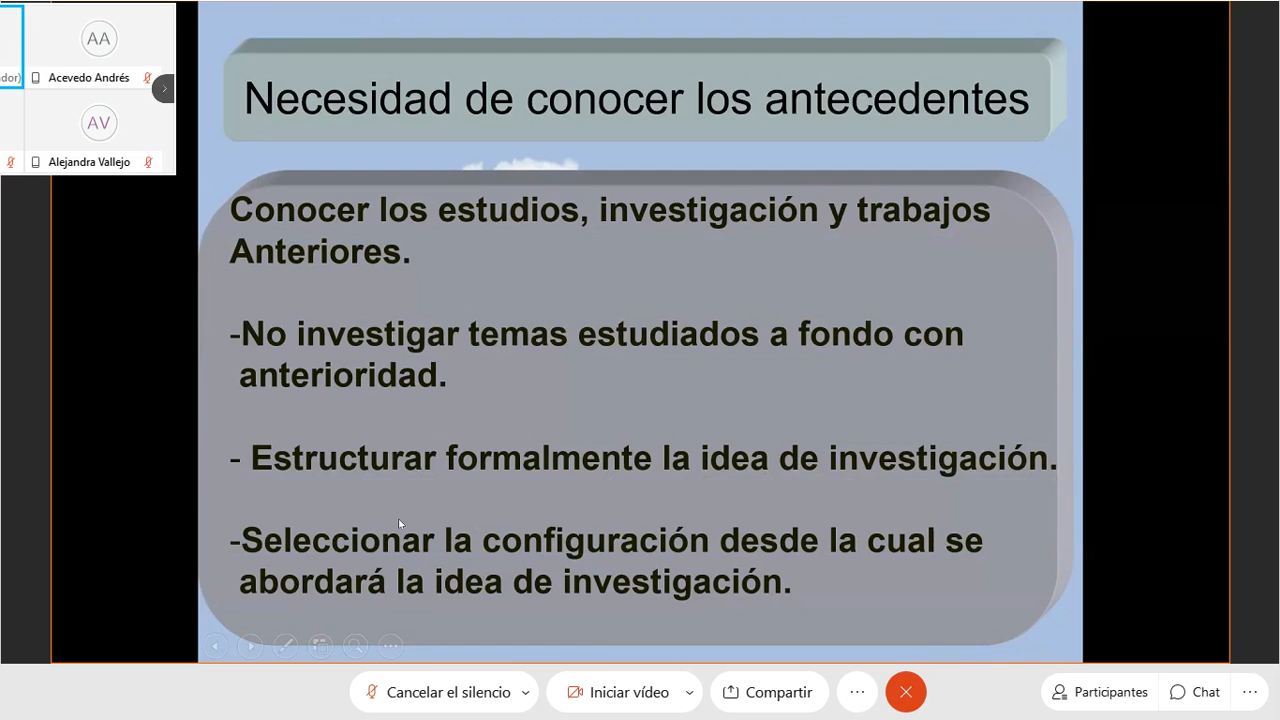 AA
dor)
Acevedo Andrés
AV
Alejandra Vallejo
Necesidad de conocer los antecedentes
Conocer los estudios, investigación y trabajos
Anteriores.
-No investigar temas estudiados a fondo con
anterioridad.
- Estructurar formalmente la idea de investigación.
-Seleccionar la configuración desde la cual se
abordará la idea de investigación.
Cancelar el silencio
Iniciar vídeo
Compartir
Participantes
Chat